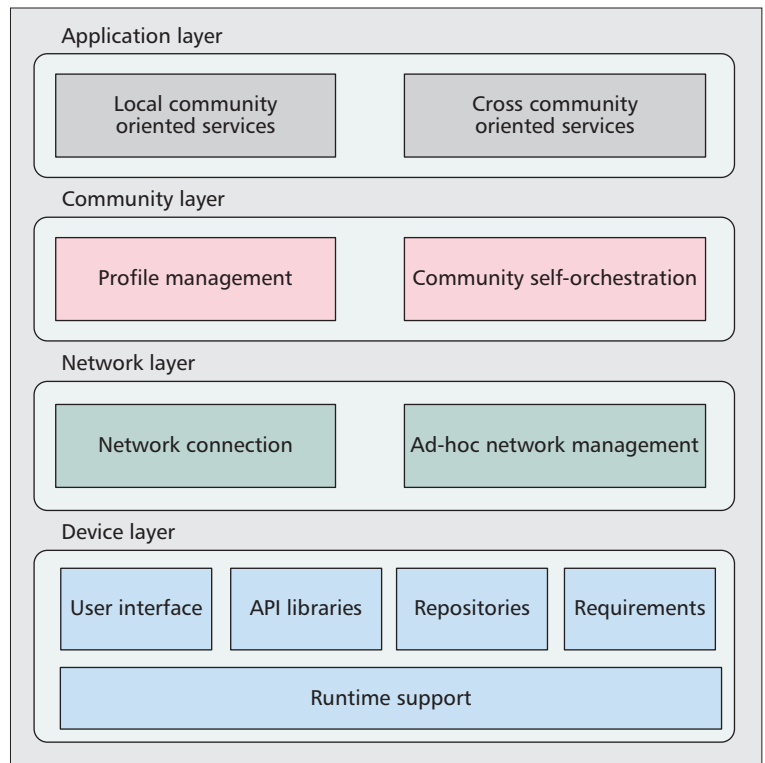 Application layer
Local community
oriented services
Cross community
oriented services
Community layer
Profile management
Community self-orchestration
Network layer
Network connection
Ad-hoc network management
Device layer
User interface
API libraries
Repositories
Requirements
Runtime support